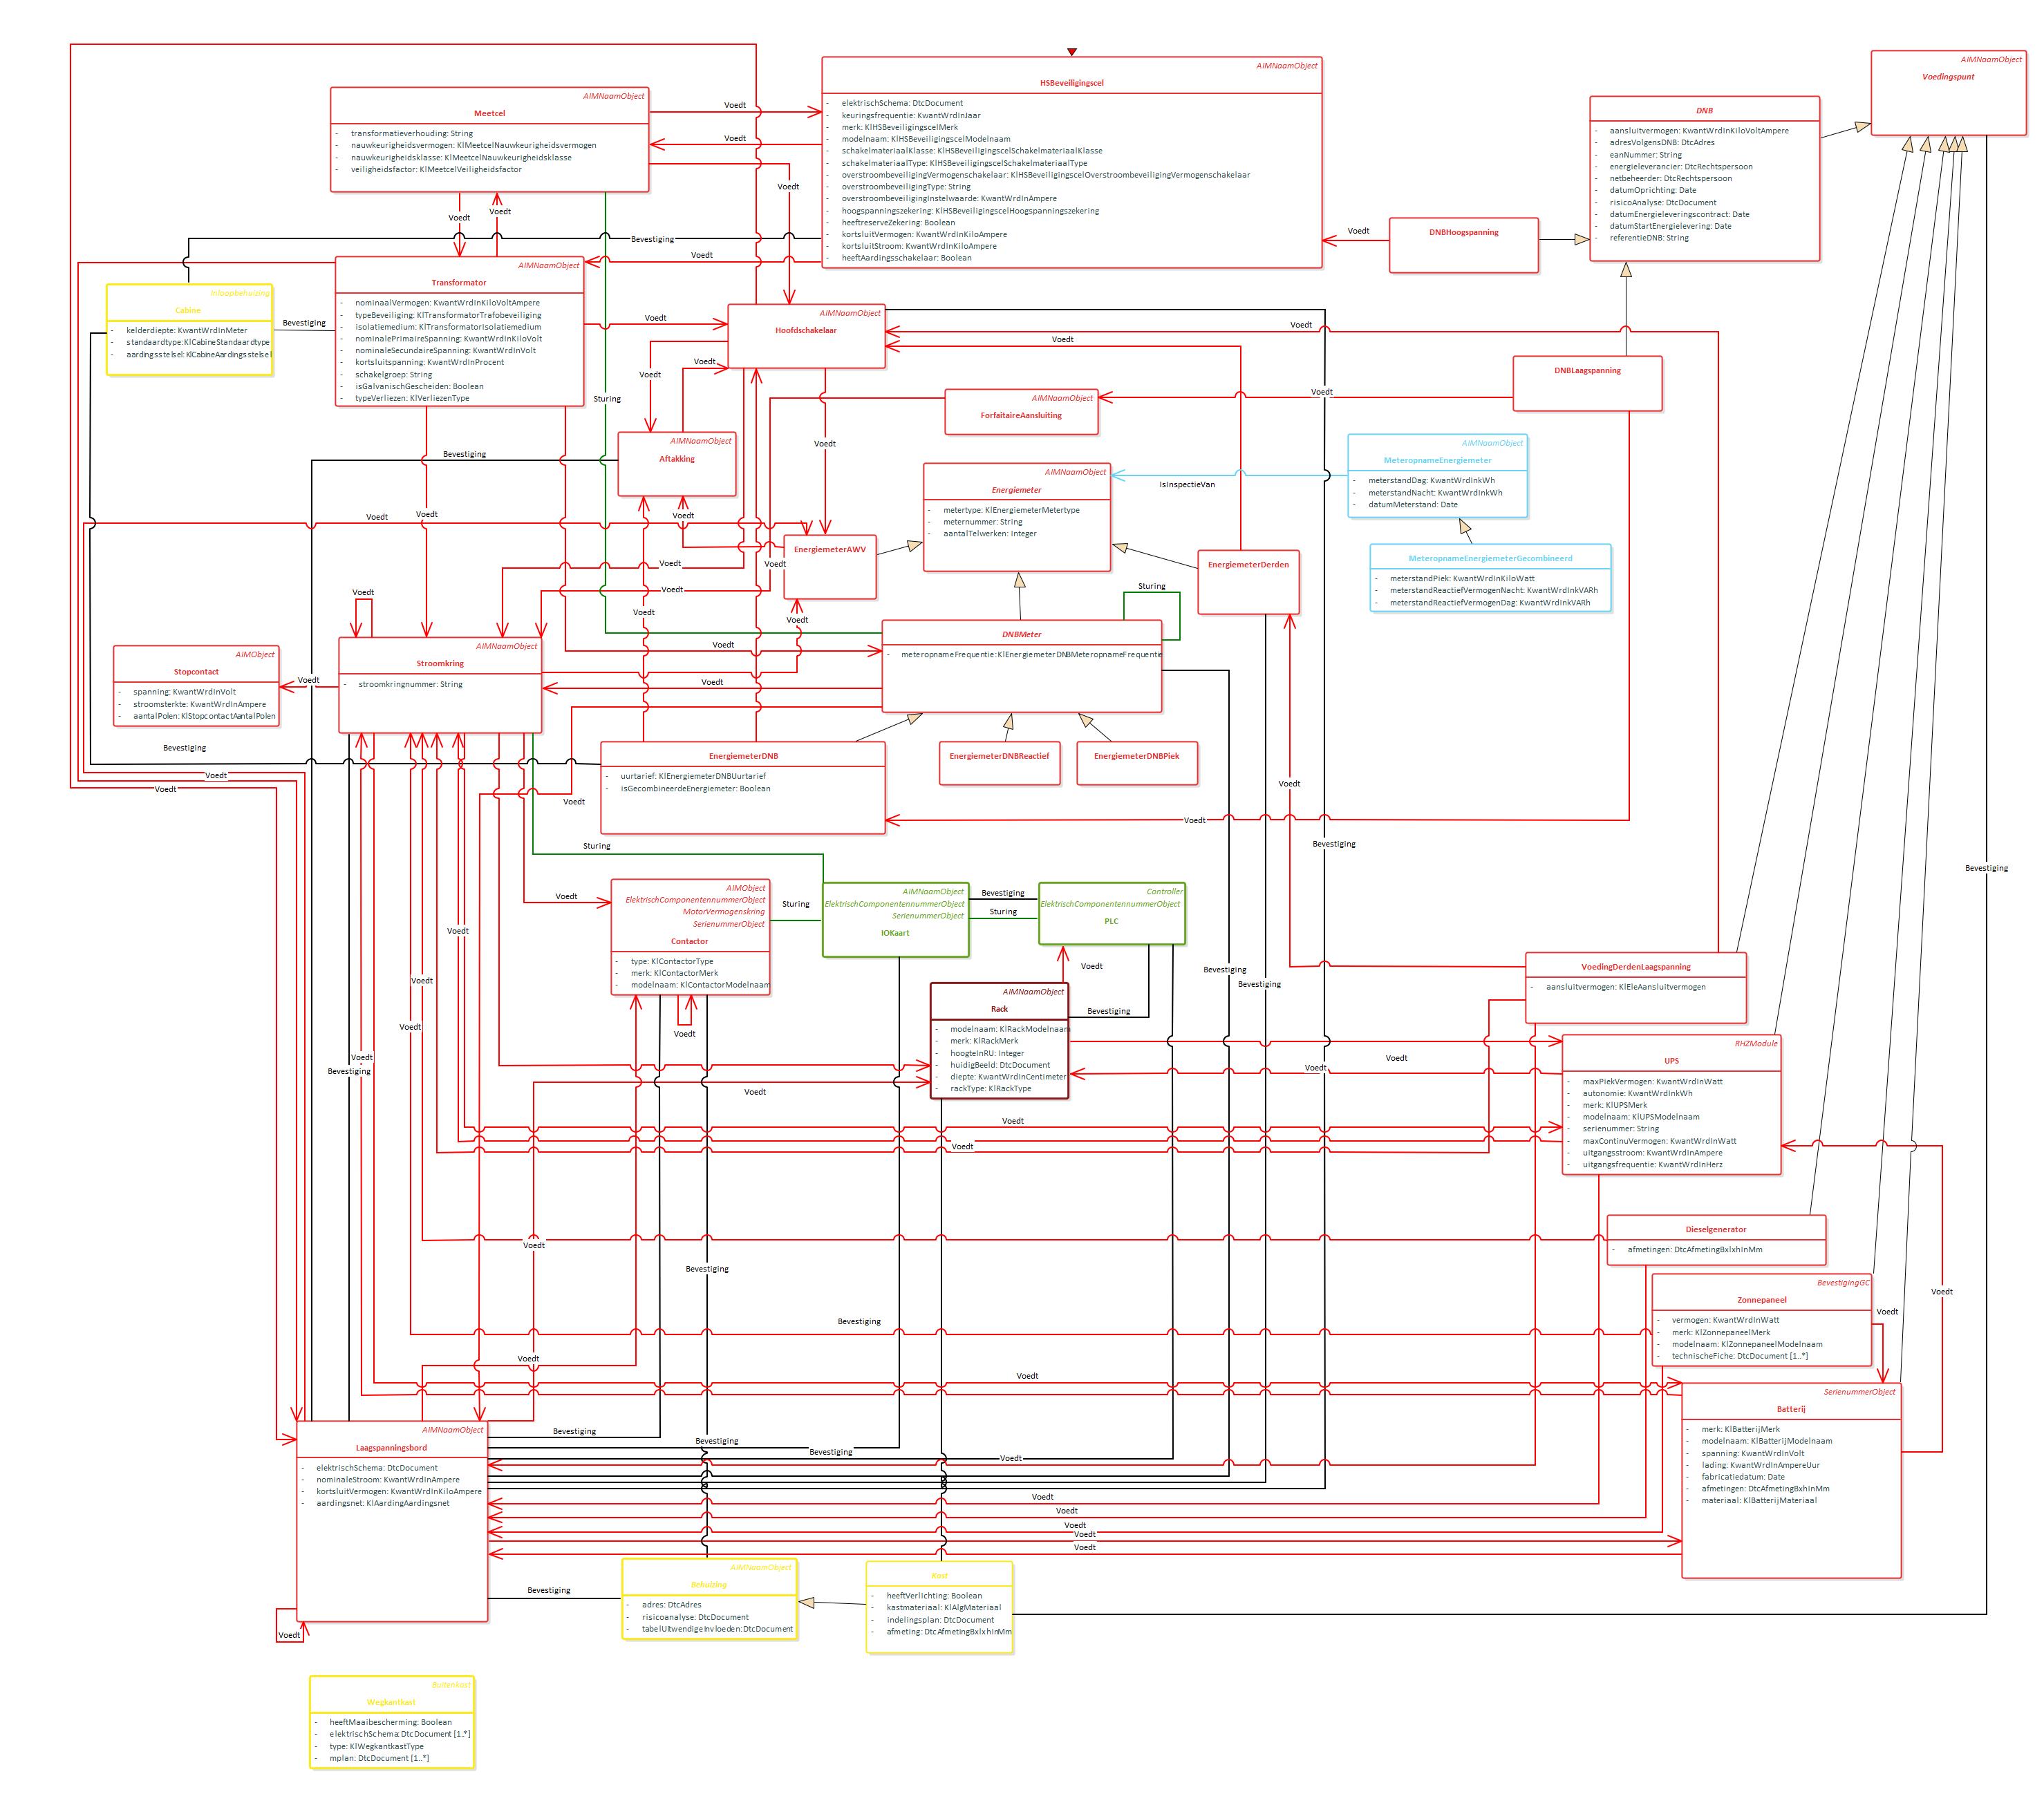 AIMNaamObject
HSBeveiligingscel
- elektrischSchema: DtcDocument
- keuringsfrequentie: KwantWrdInJaar
- merk: KlHSBeveiligingscelMerk
- modelnaam: KlHSBeveiligingscelModelnaam
- schakelmateriaalKlasse: KlHSBeveiligingscelSchakelmateriaalKlasse
- schakelmateriaalType: KlHSBeveiligingscelSchakelmateriaalType
- overstroombeveiligingVermogenschakelaar: KlHSBeveiligingscelOverstroombeveiligingVermogenschakelaar
- overstroombeveiligingType: String
- overstroombeveiligingInstelwaarde: KwantWrdInAmpere
- hoogspanningszekering: KlHSBeveiligingscelHoogspanningszekering
- heeftreserveZekering: Boolean
- kortsluitVermogen: KwantWrdInKiloAmpere
- kortsluitStroom: KwantWrdInKiloAmpere
- heeftAardingsschakelaar: Boolean
AIMNaamObject
Voedingspunt
AIMNaamObject
Meetcel
- transformatieverhouding: String
- nauwkeurigheidsvermogen: KlMeetcelNauwkeurigheidsvermogen
- nauwkeurigheidsklasse: KlMeetcelNauwkeurigheidsklasse
- veiligheidsfactor: KlMeetcelVeiligheidsfactor
DNB
- aansluitvermogen: KwantWrdInKiloVoltAmpere
- adresVolgensDNB: DtcAdres
- eanNummer: String
- energieleverancier: DtcRechtspersoon
- netbeheerder: DtcRechtspersoon
- datumOprichting: Date
- risicoAnalyse: DtcDocument
- datumEnergieleveringscontract: Date
- datumStartEnergielevering: Date
- referentieDNB: String
Voedt
Voedt
Voedt
Voedt
Voedt
Bevestiging
Voedt
DNBHoogspanning
Voedt
AIMNaamObject
Transformator
- nominaalVermogen: KwantWrdInKiloVoltAmpere
- typeBeveiliging: KlTransformatorTrafobeveiliging
- isolatiemedium: KlTransformatorIsolatiemedium
- nominalePrimaireSpanning: KwantWrdInKiloVolt
- nominaleSecundaireSpanning: KwantWrdInVolt
- kortsluitspanning: KwantWrdInProcent
- schakelgroep: String
- isGalvanischGescheiden: Boolean
- typeVerliezen: KlVerliezenType
Inloopbehuizing
Cabine
- kelderdiepte: KwantWrdInMeter
- standaardtype: KlCabineStandaardtype
- aardingsstelsel: KlCabineAardingsstelsel
Bevestiging
AIMNaamObject
Hoofdschakelaar
Voedt
Voedt
Voedt
Voedt
Voedt
Voedt
DNBLaagspanning
Sturing
AIMNaamObject
ForfaitaireAansluiting
Voedt
AIMNaamObject
Aftakking
Bevestiging
Voedt
AIMNaamObject
Energiemeter
- metertype: KlEnergiemeterMetertype
- meternummer: String
- aantalTelwerken: Integer
IsInspectieVan
AIMNaamObject
MeteropnameEnergiemeter
- meterstandDag: KwantWrdInkWh
- meterstandNacht: KwantWrdInkWh
- datumMeterstand: Date
MeteropnameEnergiemeterGecombineerd
- meterstandPiek: KwantWrdInKiloWatt
- meterstandReactiefVermogenNacht: KwantWrdInkVARh
- meterstandReactiefVermogenDag: KwantWrdInkVARh
Voedt
Voedt
Voedt
EnergiemeterAWV
EnergiemeterDerden
Voedt
Voedt
Voedt
Voedt
Voedt
Sturing
AIMObject
Stopcontact
- spanning: KwantWrdInVolt
- stroomsterkte: KwantWrdInAmpere
- aantalPolen: KlStopcontactAantalPolen
Voedt
AIMNaamObject
Stroomkring
- stroomkringnummer: String
DNBMeter
- meteropnameFrequentie: KlEnergiemeterDNBMeteropnameFrequentie
Voedt
Voedt
Bevestiging
Voedt
Voedt
EnergiemeterDNB
- uurtarief: KlEnergiemeterDNBUurtarief
- isGecombineerdeEnergiemeter: Boolean
EnergiemeterDNBReactief
EnergiemeterDNBPiek
Voedt
Voedt
Voedt
Sturing
Bevestiging
Bevestiging
AIMObject
ElektrischComponentennummerObject
MotorVermogenskring
SerienummerObject
Contactor
- type: KlContactorType
- merk: KlContactorMerk
- modelnaam: KlContactorModelnaam
Voedt
Sturing
AIMNaamObject
ElektrischComponentennummerObject
SerienummerObject
IOKaart
Bevestiging
Sturing
Controller
ElektrischComponentennummerObject
PLC
Voedt
Voedt
Voedt
Voedt
Voedt
Bevestiging
Voedt
Bevestiging
Bevestiging
Voedt
AIMNaamObject
Rack
- modelnaam: KlRackModelnaam
- merk: KlRackMerk
- hoogteInRU: Integer
- huidigBeeld: DtcDocument
- diepte: KwantWrdInCentimeter
- rackType: KlRackType
Bevestiging
VoedingDerdenLaagspanning
- aansluitvermogen: KlEleAansluitvermogen
RHZModule
UPS
- maxPiekVermogen: KwantWrdInWatt
- autonomie: KwantWrdInkWh
- merk: KlUPSMerk
- modelnaam: KlUPSModelnaam
- serienummer: String
- maxContinuVermogen: KwantWrdInWatt
- uitgangsstroom: KwantWrdInAmpere
- uitgangsfrequentie: KwantWrdInHerz
Voedt
Voedt
Voedt
Voedt
Voedt
Voedt
Bevestiging
Dieselgenerator
- afmetingen: DtcAfmetingBxlxhInMm
BevestigingGC
Zonnepaneel
- vermogen: KwantWrdInWatt
- merk: KlZonnepaneelMerk
- modelnaam: KlZonnepaneelModelnaam
- technischeFiche: DtcDocument [1..*]
Voedt
Voedt
Bevestiging
Voedt
Voedt
SerienummerObject
Batterij
- merk: KlBatterijMerk
- modelnaam: KlBatterijModelnaam
- spanning: KwantWrdInVolt
- lading: KwantWrdInAmpereUur
- fabricatiedatum: Date
- afmetingen: DtcAfmetingBxhInMm
- materiaal: KlBatterijMateriaal
AIMNaamObject
Laagspanningsbord
- elektrischSchema: DtcDocument
- nominaleStroom: KwantWrdInAmpere
- kortsluitVermogen: KwantWrdInKiloAmpere
- aardingsnet: KlAardingAardingsnet
Bevestiging
Bevestiging
Bevestiging
Voedt
Voedt
Voedt
Voedt
Voedt
Voedt
Voedt
Bevestiging
AIMNaamObject
Behuizing
- adres: DtcAdres
- risicoanalyse: DtcDocument
- tabelUitwendigeInvloeden: DtcDocument
Kast
- heeftVerlichting: Boolean
- kastmateriaal: KlAlgMateriaal
- indelingsplan: DtcDocument
- afmeting: DtcAfmetingBxlxhInMm
Buitenkast
Wegkantkast
- heeftMaaibescherming: Boolean
- elektrischSchema: DtcDocument [1..*]
- type: KlWegkantkastType
- mplan: DtcDocument [1..*]